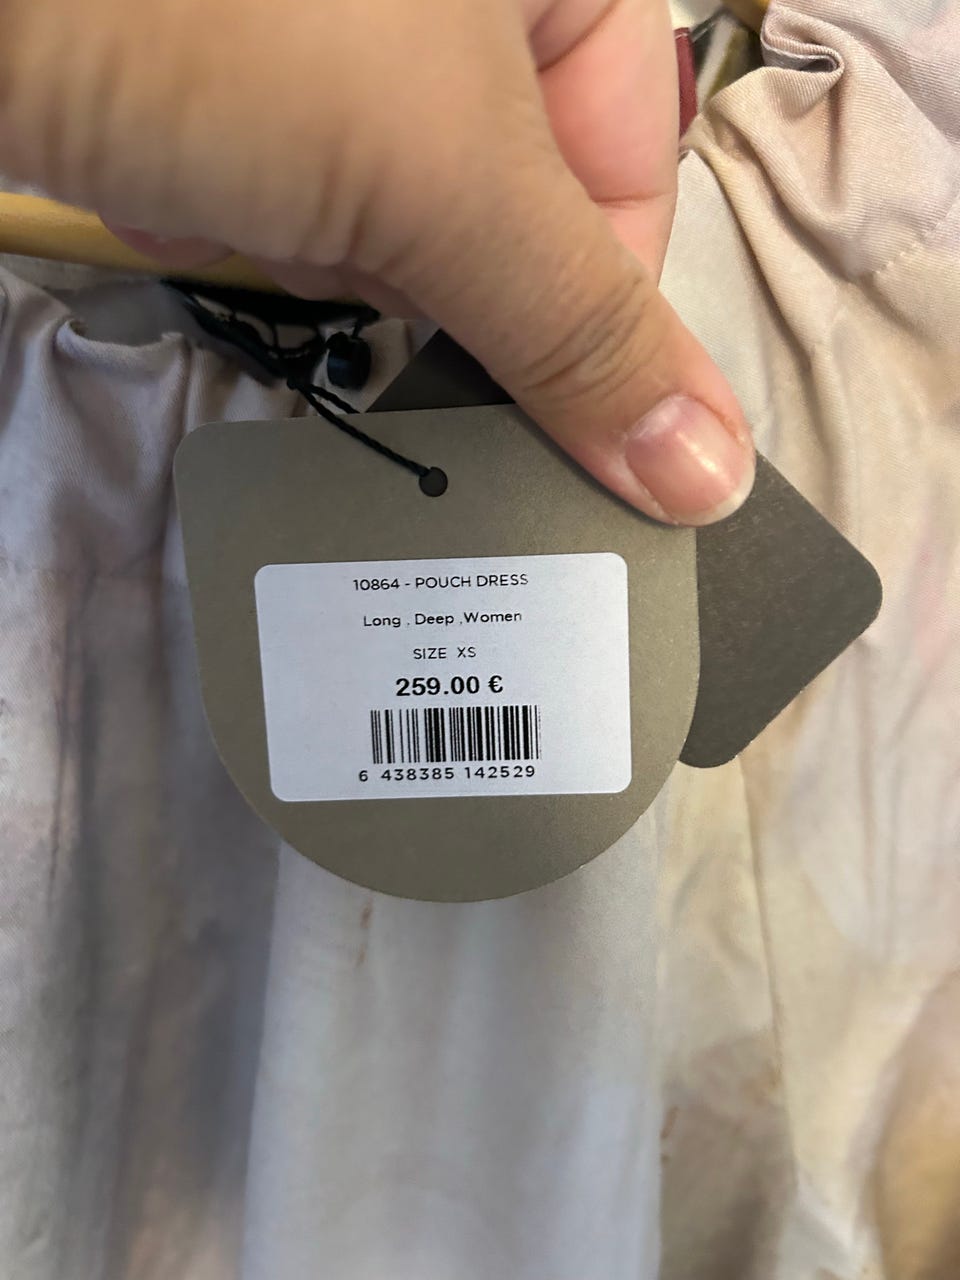 10864 - POUCH DRESS
Long , Deep ,Women
SIZE XS
259.00 €
6 438385 142529